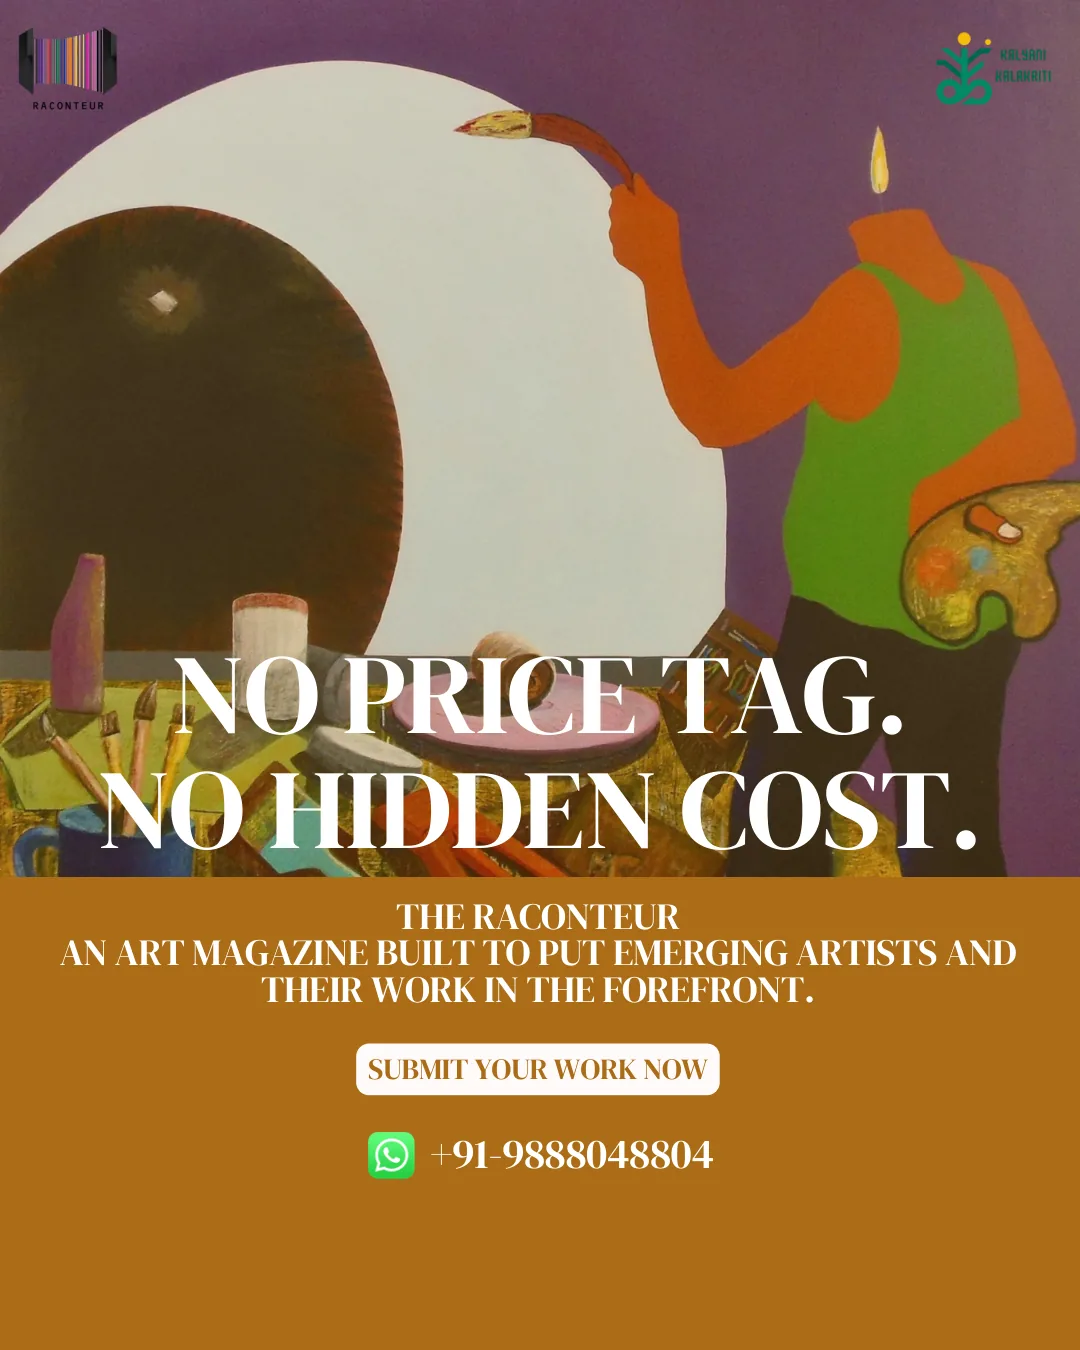 RACONTEUR
KALYANI
KALAKRITI
NO PRICE TAG.
NO HIDDEN COST.
THE RACONTEUR
AN ART MAGAZINE BUILT TO PUT EMERGING ARTISTS AND
THEIR WORK IN THE FOREFRONT.
SUBMIT YOUR WORK NOW
+91-9888048804